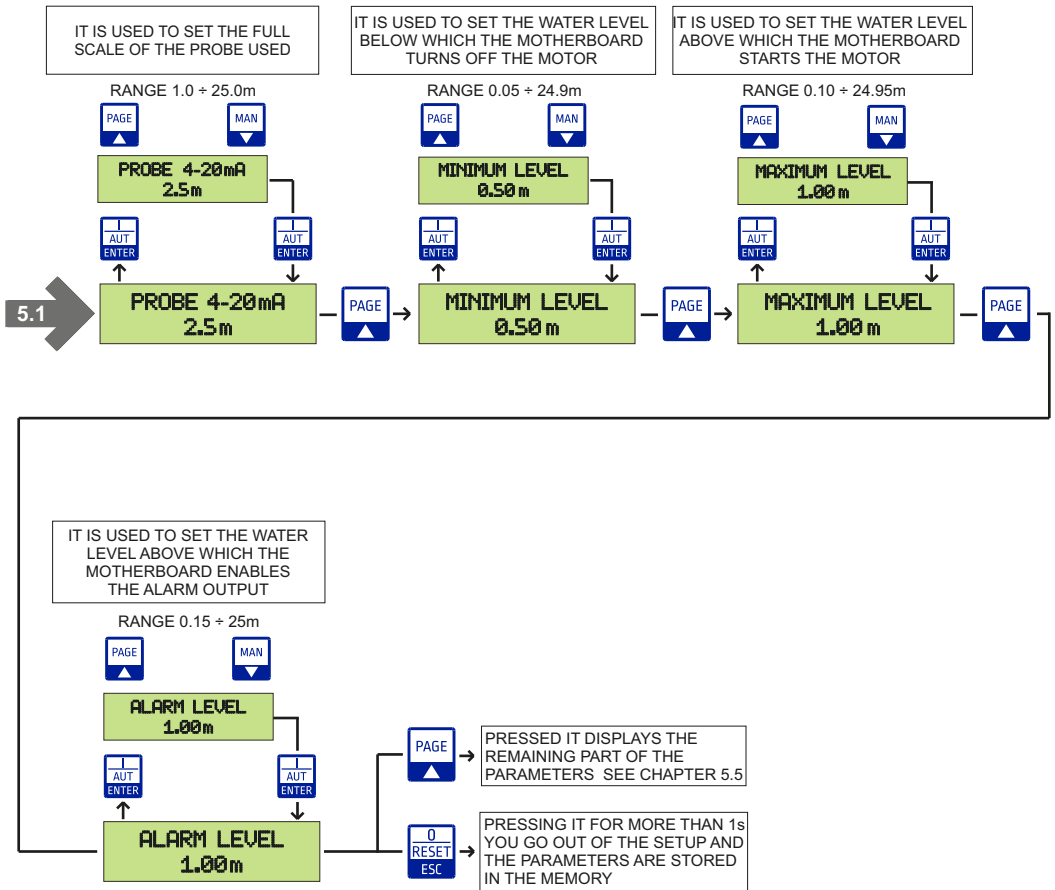 IT IS USED TO SET THE FULL
SCALE OF THE PROBE USED
RANGE 1.0 ÷ 25.0m
PAGE
MAN
PROBE 4-20mA
2.5m
AUT
ENTER
AUT
ENTER
5.1
PROBE 4-20mA
2.5m
PAGE
IT IS USED TO SET THE WATER LEVEL
BELOW WHICH THE MOTHERBOARD
TURNS OFF THE MOTOR
RANGE 0.05 ÷ 24.9m
PAGE
MAN
MINIMUM LEVEL
0.50 m
I
AUT
ENTER
I
AUT
ENTER
MINIMUM LEVEL
0.50 m
PAGE
IT IS USED TO SET THE WATER LEVEL
ABOVE WHICH THE MOTHERBOARD
STARTS THE MOTOR
RANGE 0.10 ÷ 24.95m
PAGE
MAN
MAXIMUM LEVEL
1.00 m
I
AUT
ENTER
I
AUT
ENTER
MAXIMUM LEVEL
1.00 m
PAGE
IT IS USED TO SET THE WATER
LEVEL ABOVE WHICH THE
MOTHERBOARD ENABLES
THE ALARM OUTPUT
RANGE 0.15 ÷ 25m
PAGE
MAN
ALARM LEVEL
1.00m
I
AUT
ENTER
I
AUT
ENTER
ALARM LEVEL
1.00m
PAGE
PRESSED IT DISPLAYS THE
REMAINING PART OF THE
PARAMETERS SEE CHAPTER 5.5
0
RESET
ESC
PRESSING IT FOR MORE THAN 1s
YOU GO OUT OF THE SETUP AND
THE PARAMETERS ARE STORED
IN THE MEMORY